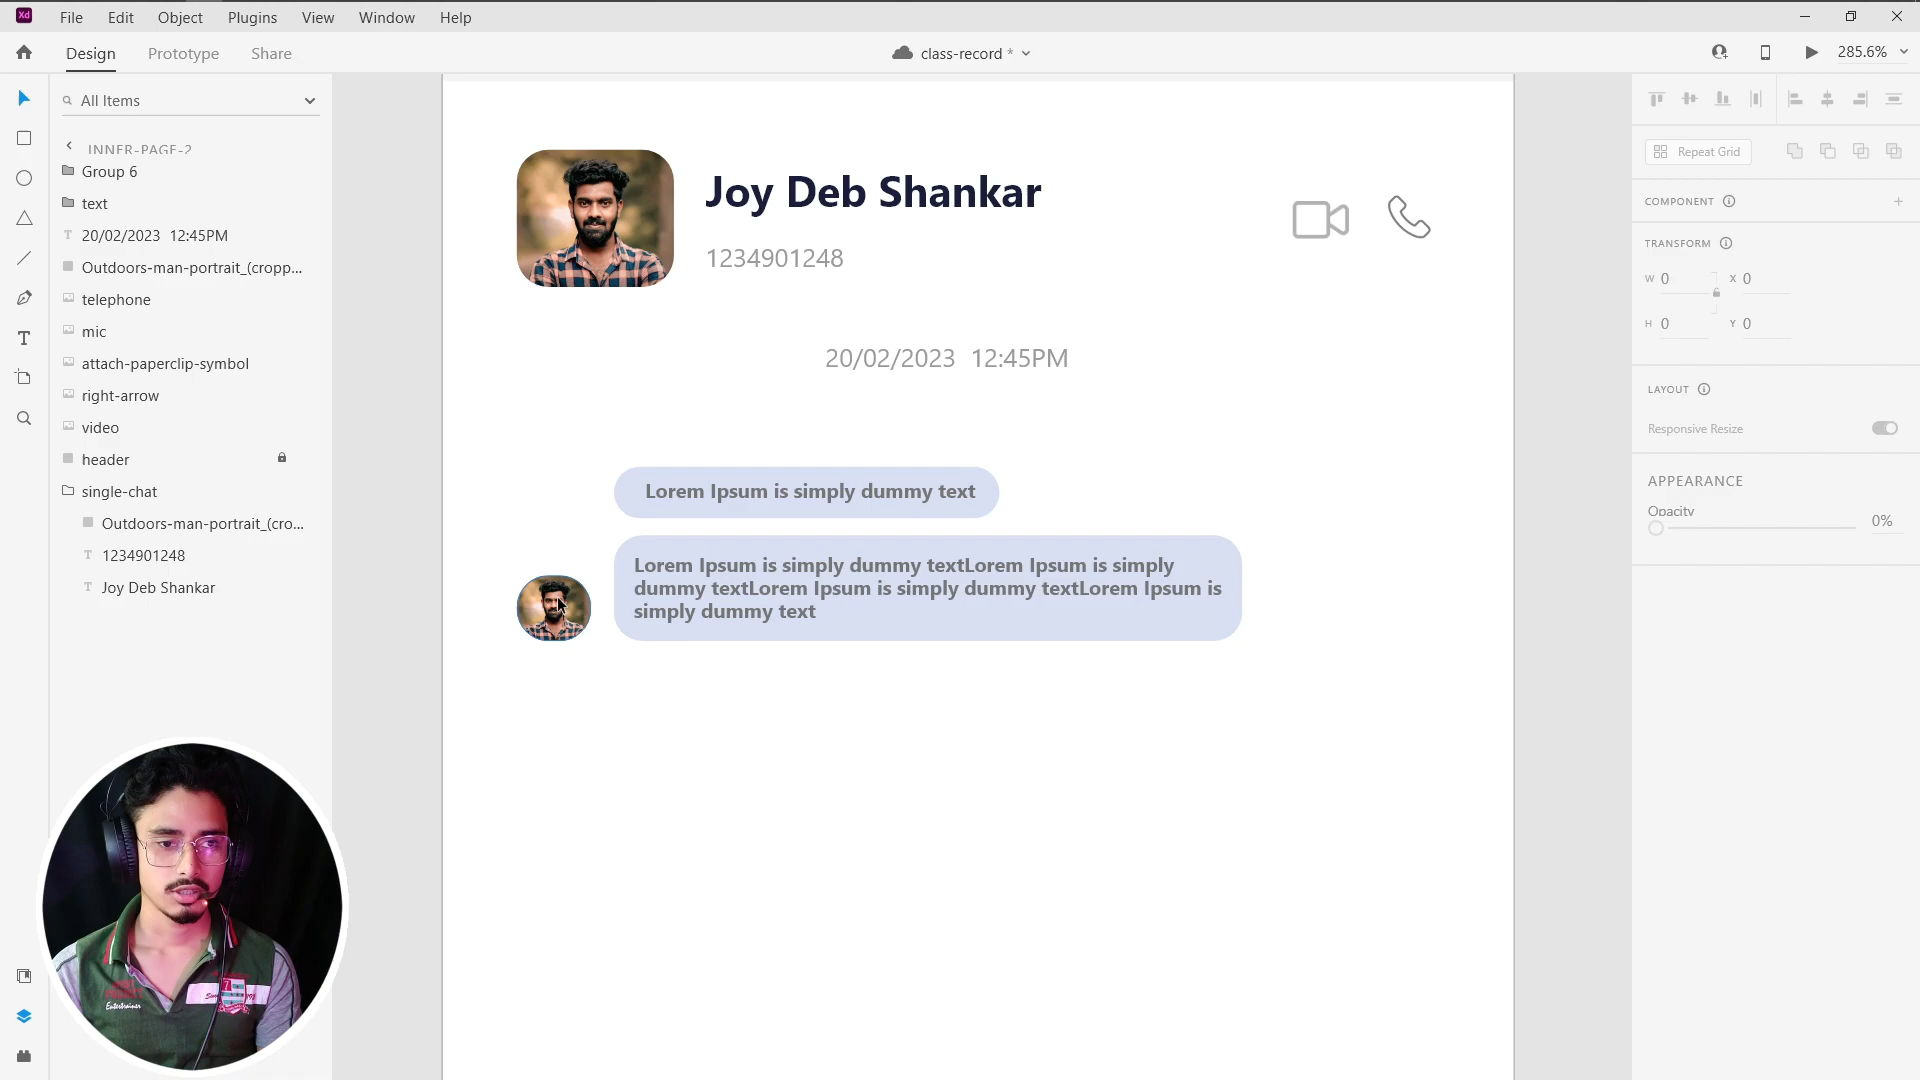 Xd File Edit Object Plugins View Window Help
Design Prototype Share class-record * 285.6%
All Items
INNER-PAGE-2
Group 6
text
20/02/2023 12:45PM
Outdoors-man-portrait_(cropp...
telephone
mic
attach-paperclip-symbol
right-arrow
video
header
single-chat
Outdoors-man-portrait_(cro...
1234901248
Joy Deb Shankar
Joy Deb Shankar
1234901248
20/02/2023 12:45PM
Lorem Ipsum is simply dummy text
Lorem Ipsum is simply dummy textLorem Ipsum is simply
dummy textLorem Ipsum is simply dummy textLorem Ipsum is
simply dummy text
Repeat Grid
COMPONENT
TRANSFORM
W 0 X 0
H 0 Y 0
LAYOUT
Responsive Resize
APPEARANCE
Opacity
0%
Entertrainer